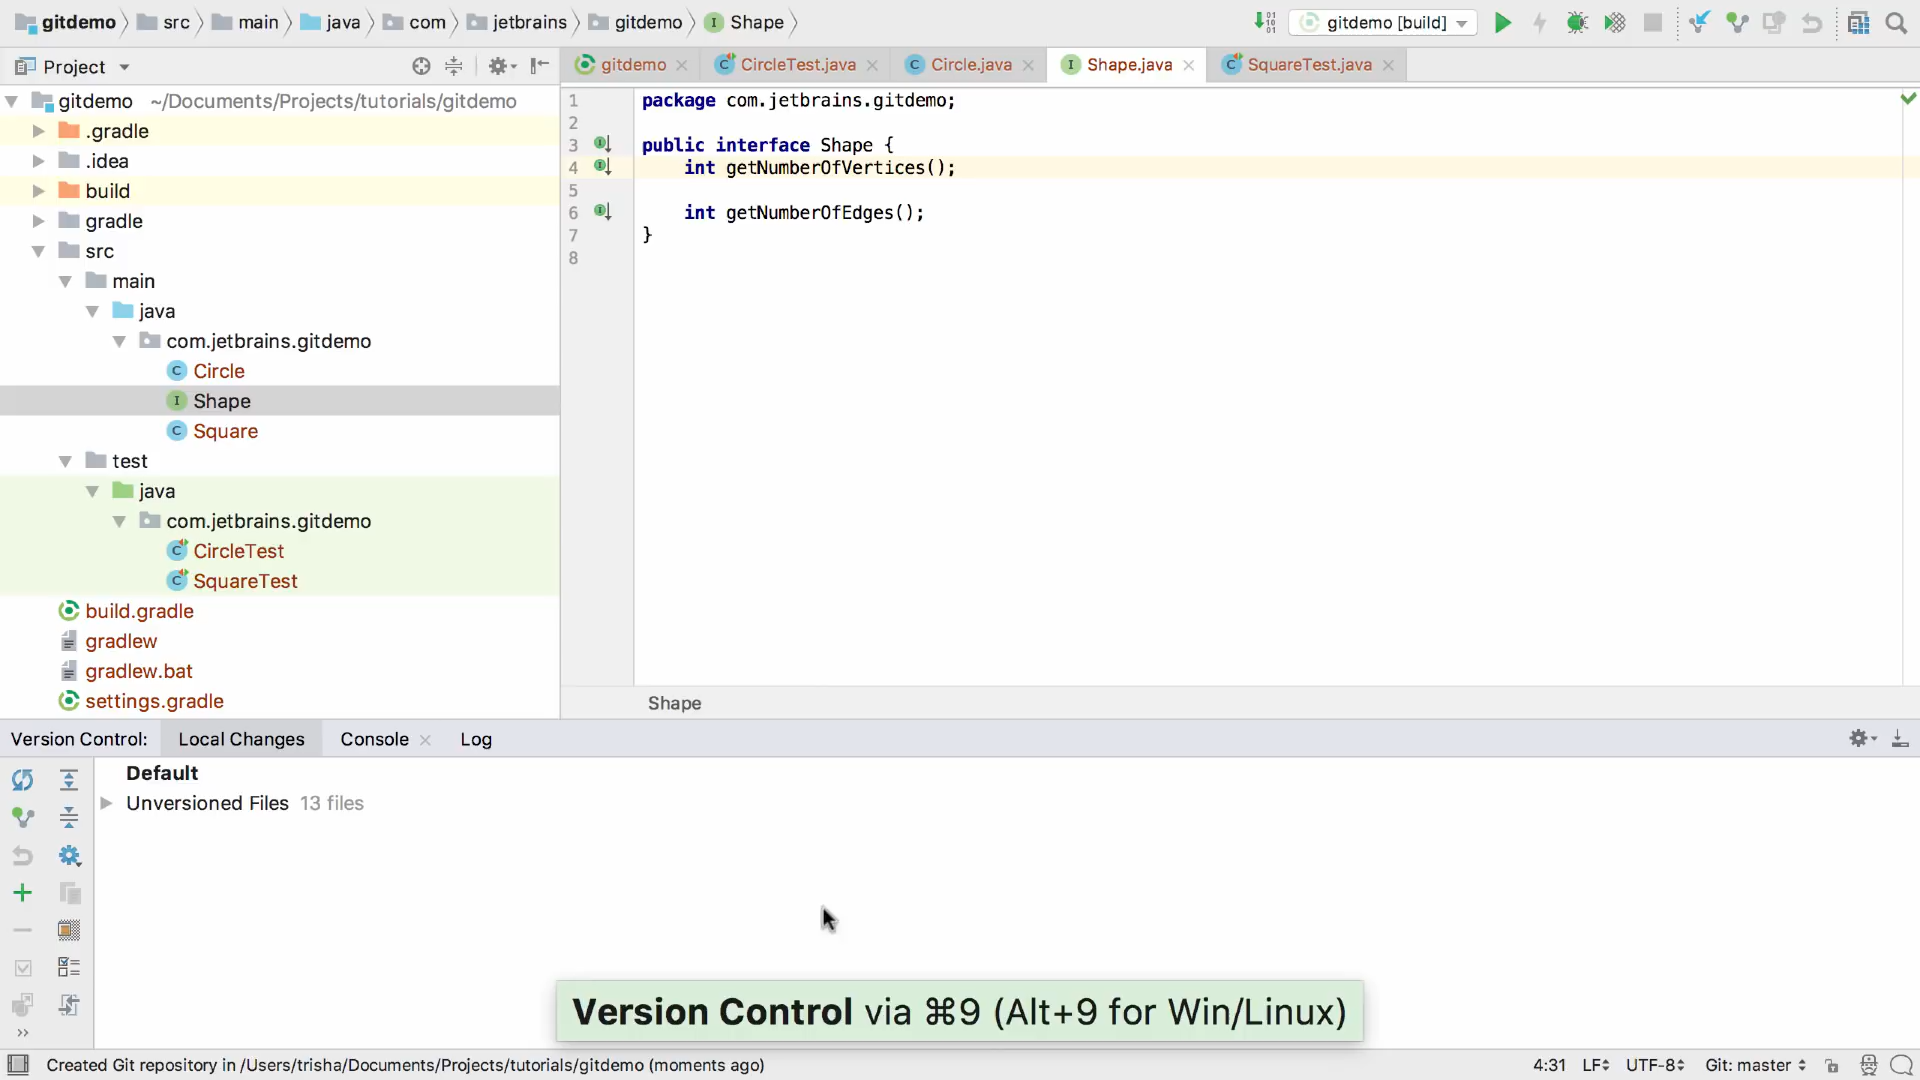 gitdemo src main java com jetbrains gitdemo I Shape
gitdemo [build]
Project
gitdemo CircleTest.java Circle.java Shape.java SquareTest.java
gitdemo ~/Documents/Projects/tutorials/gitdemo
.gradle
.idea
build
gradle
src
main
java
com.jetbrains.gitdemo
C Circle
I Shape
C Square
test
java
com.jetbrains.gitdemo
C CircleTest
C SquareTest
build.gradle
gradlew
gradlew.bat
settings.gradle
1 package com.jetbrains.gitdemo;
2
3 public interface Shape {
4 int getNumberOfVertices();
5
6 int getNumberOfEdges();
7 }
8
Shape
Version Control: Local Changes Console Log
Default
Unversioned Files 13 files
Version Control via ⌘9 (Alt+9 for Win/Linux)
Created Git repository in /Users/trisha/Documents/Projects/tutorials/gitdemo (moments ago)
4:31 LF UTF-8 Git: master